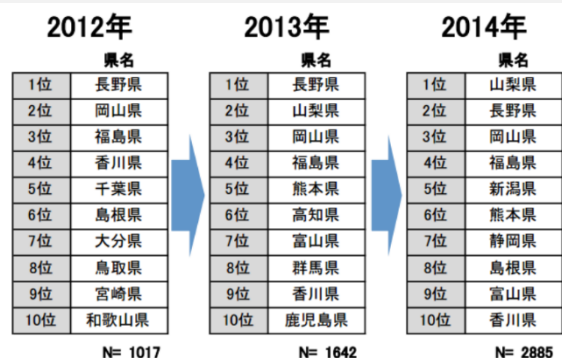 2012年 2013年 2014年
県名 県名 県名
1位 長野県 1位 長野県 1位 山梨県
2位 岡山県 2位 山梨県 2位 長野県
3位 福島県 3位 岡山県 3位 岡山県
4位 香川県 4位 福島県 4位 福島県
5位 千葉県 5位 熊本県 5位 新潟県
6位 島根県 6位 高知県 6位 熊本県
7位 大分県 7位 富山県 7位 静岡県
8位 鳥取県 8位 群馬県 8位 島根県
9位 宮崎県 9位 香川県 9位 富山県
10位 和歌山県 10位 鹿児島県 10位 香川県
N= 1017 N= 1642 N= 2885